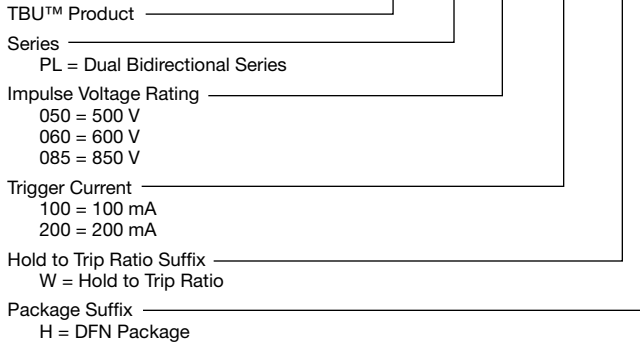 TBU™ Product
Series
PL = Dual Bidirectional Series
Impulse Voltage Rating
050 = 500 V
060 = 600 V
085 = 850 V
Trigger Current
100 = 100 mA
200 = 200 mA
Hold to Trip Ratio Suffix
W = Hold to Trip Ratio
Package Suffix
H = DFN Package